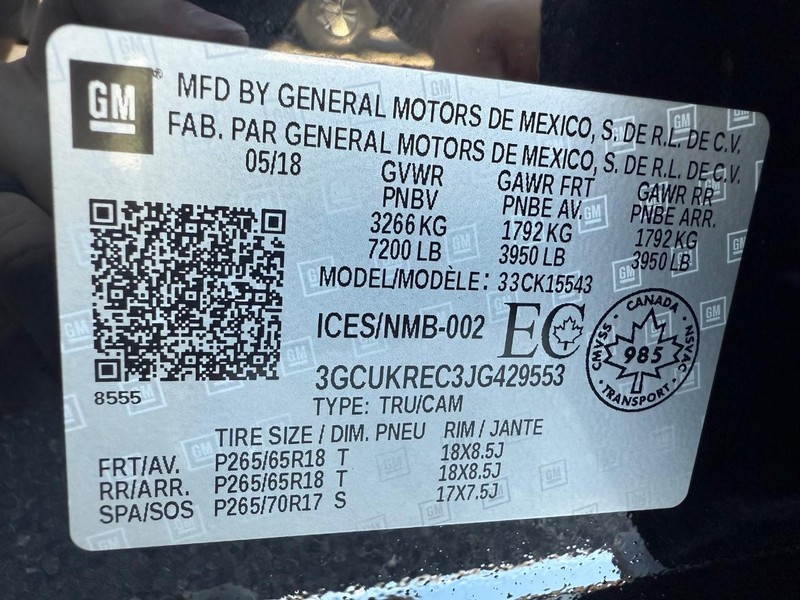 GM
MFD BY GENERAL MOTORS DE MEXICO, S. DE R.L. DE C.V.
FAB. PAR GENERAL MOTORS DE MEXICO, S. DE R.L. DE C.V.
05/18 GVWR GAWR FRT GAWR RR
PNBV PNBE AV. PNBE ARR.
3266 KG 1792 KG 1792 KG
7200 LB 3950 LB 3950 LB
MODEL/MODÈLE: 33CK15543
ICES/NMB-002 EC
CANADA
CMVSS 985 NSVAC
TRANSPORT
3GCUKREC3JG429553
8555
TYPE: TRU/CAM
TIRE SIZE / DIM. PNEU RIM / JANTE
FRT/AV. P265/65R18 T 18X8.5J
RR/ARR. P265/65R18 T 18X8.5J
SPA/SOS P265/70R17 S 17X7.5J